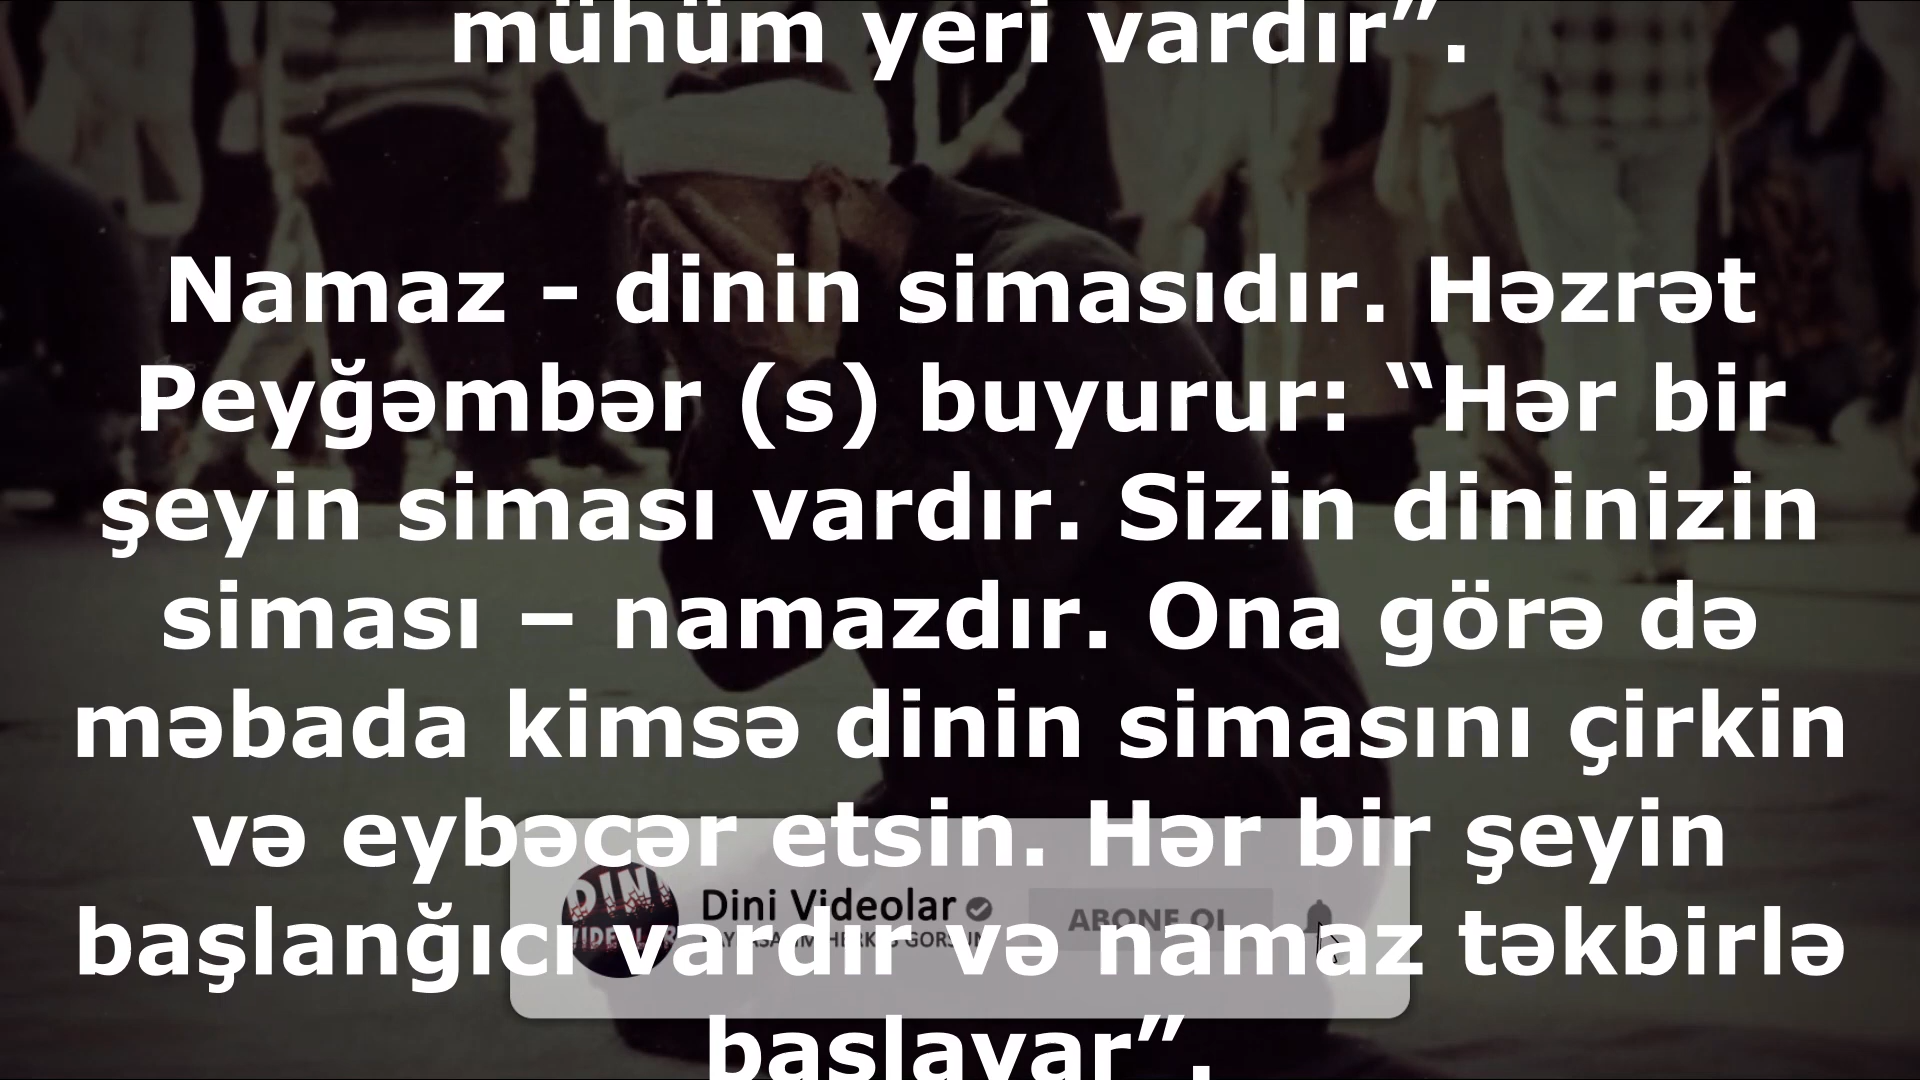 mühüm yeri vardır”.
Namaz - dinin simasıdır. Həzrət
Peyğəmbər (s) buyurur: “Hər bir
şeyin siması vardır. Sizin dininizin
siması – namazdır. Ona görə də
məbada kimsə dinin simasını çirkin
və eybəcər etsin. Hər bir şeyin
başlanğıcı vardır və namaz təkbirlə
başlayar”.
DINI
VIDEOLAR
Dini Videolar
ABONE OL